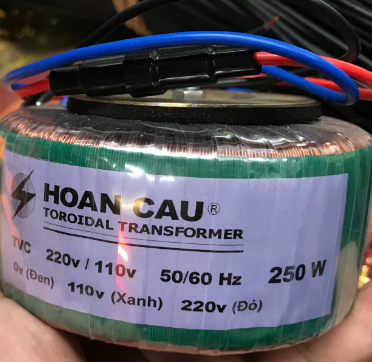 HOAN CAU®
TOROIDAL TRANSFORMER
TVC 220v / 110v 50/60 Hz 250 W
0v (Đen) 110v (Xanh) 220v (Đỏ)